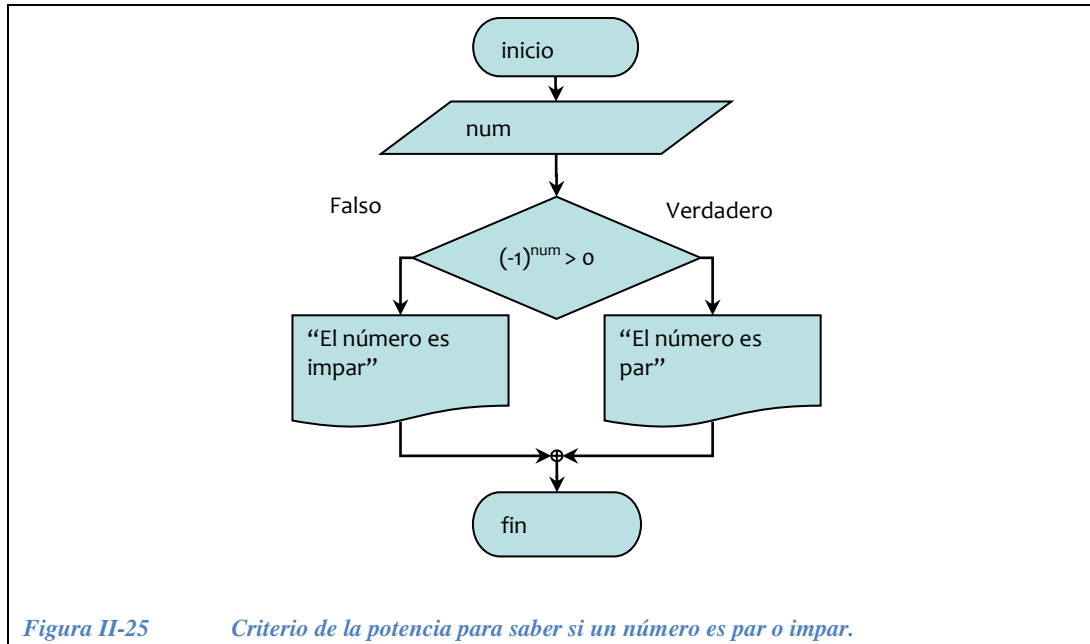 inicio
num
Falso
Verdadero
(-1)^num > 0
“El número es
impar”
“El número es
par”
fin
Figura II-25 Criterio de la potencia para saber si un número es par o impar.